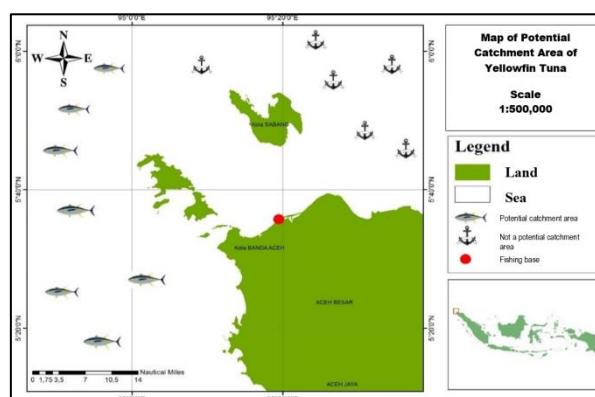 95°0'0"E 95°20'0"E
N
W E
S
6°0'0"N
5°40'0"N
5°20'0"N
Kota SABANG
Kota BANDA ACEH
ACEH BESAR
ACEH JAYA
Nautical Miles
0 1,75 3,5 7 10,5 14
Map of Potential
Catchment Area of
Yellowfin Tuna
Scale
1:500,000
Legend
Land
Sea
Potential catchment area
Not a potential catchment
area
Fishing base